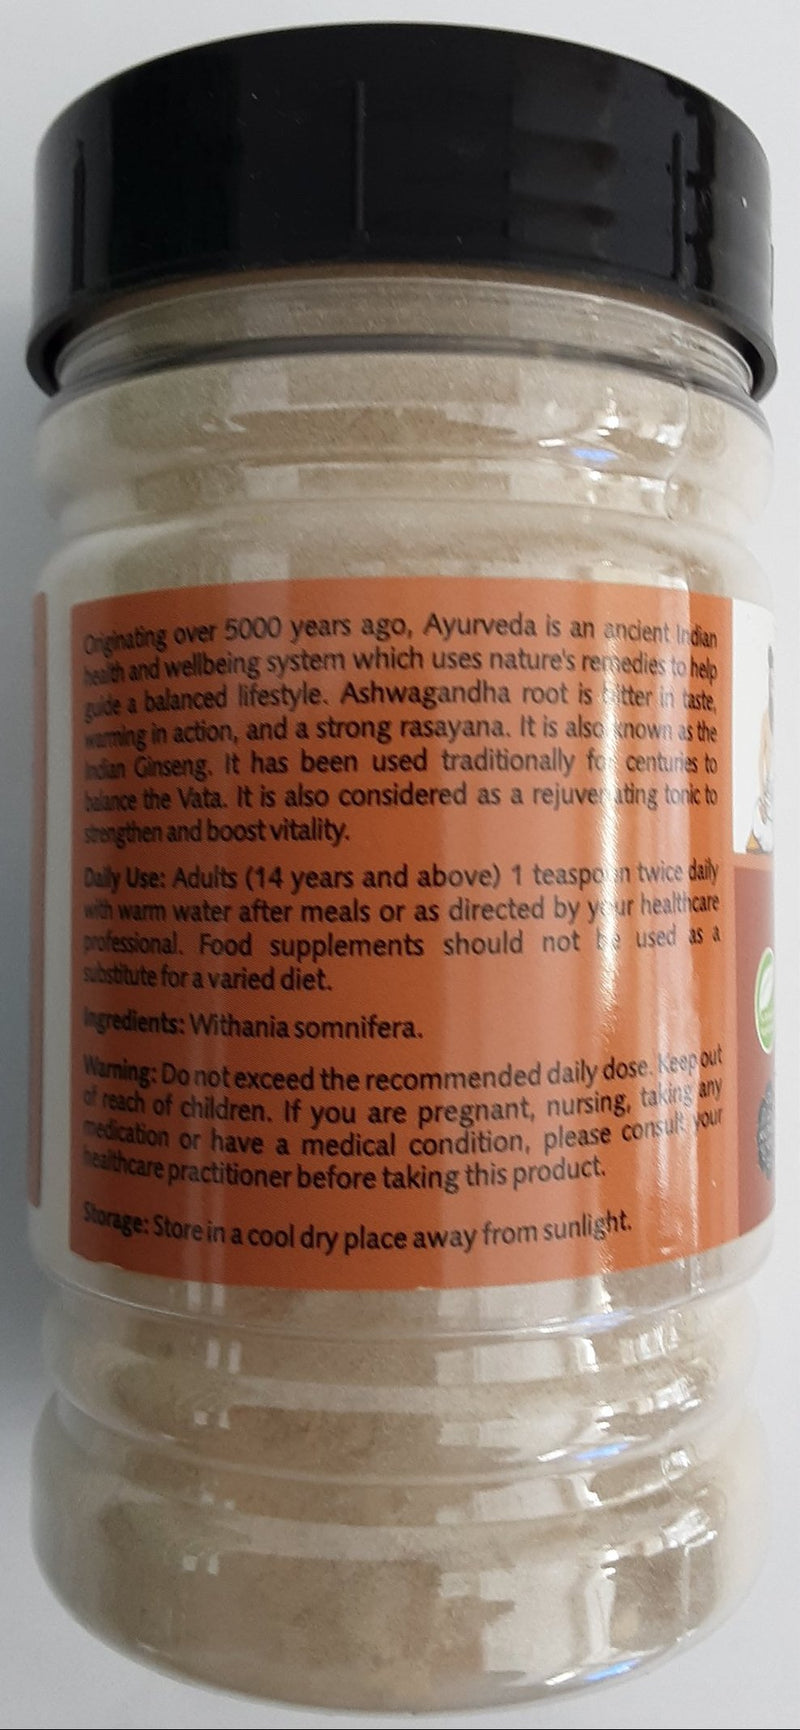 Originating over 5000 years ago, Ayurveda is an ancient Indian
health and wellbeing system which uses nature's remedies to help
guide a balanced lifestyle. Ashwagandha root is bitter in taste,
warming in action, and a strong rasayana. It is also known as the
Indian Ginseng. It has been used traditionally for centuries to
balance the Vata. It is also considered as a rejuvenating tonic to
strengthen and boost vitality.
Daily Use: Adults (14 years and above) 1 teaspoon twice daily
with warm water after meals or as directed by your healthcare
professional. Food supplements should not be used as a
substitute for a varied diet.
Ingredients: Withania somnifera.
Warning: Do not exceed the recommended daily dose. Keep out
of reach of children. If you are pregnant, nursing, taking any
medication or have a medical condition, please consult your
healthcare practitioner before taking this product.
Storage: Store in a cool dry place away from sunlight.